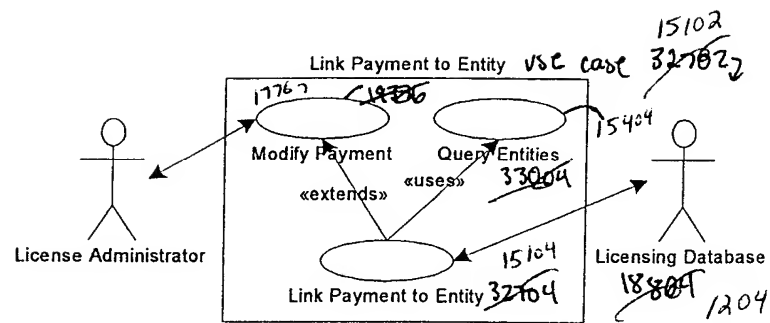 15102
Link Payment to Entity use case 32702
17767
15404
Modify Payment Query Entities
33004
«extends» «uses»
15104
License Administrator Licensing Database
Link Payment to Entity 32704
18804
1204